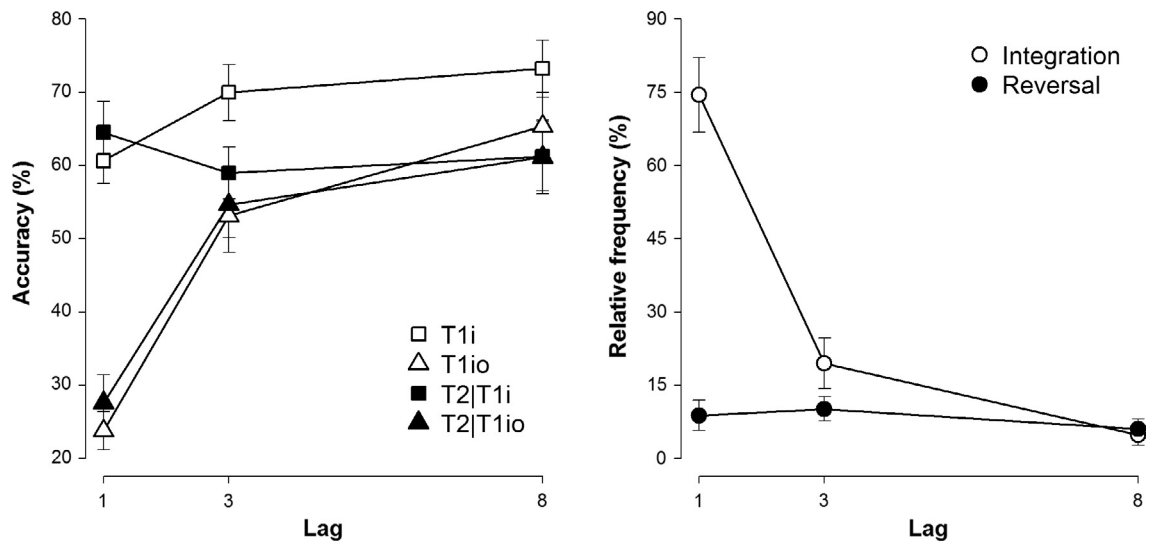 Accuracy (%)
80
70
60
50
40
30
20
T1i
T1io
T2|T1i
T2|T1io
1 3 8
Lag
Relative frequency (%)
90
75
60
45
30
15
0
Integration
Reversal
1 3 8
Lag